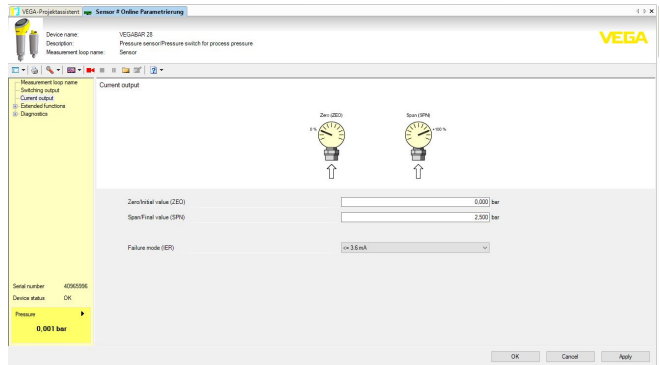 VEGA-Projektassistent
Sensor # Online Parametrierung
Device name: VEGABAR 28
Description: Pressure sensor/Pressure switch for process pressure
Measurement loop name: Sensor
VEGA
Measurement loop name
Switching output
Current output
Extended functions
Diagnostics
Current output
Zero (ZEO)
Span (SPN)
0 %
+100 %
Zero/Initial value (ZEO) 0,000 bar
Span/Final value (SPN) 2,500 bar
Failure mode (IER) <= 3.6 mA
Serial number 40965996
Device status OK
Pressure
0,001 bar
OK Cancel Apply